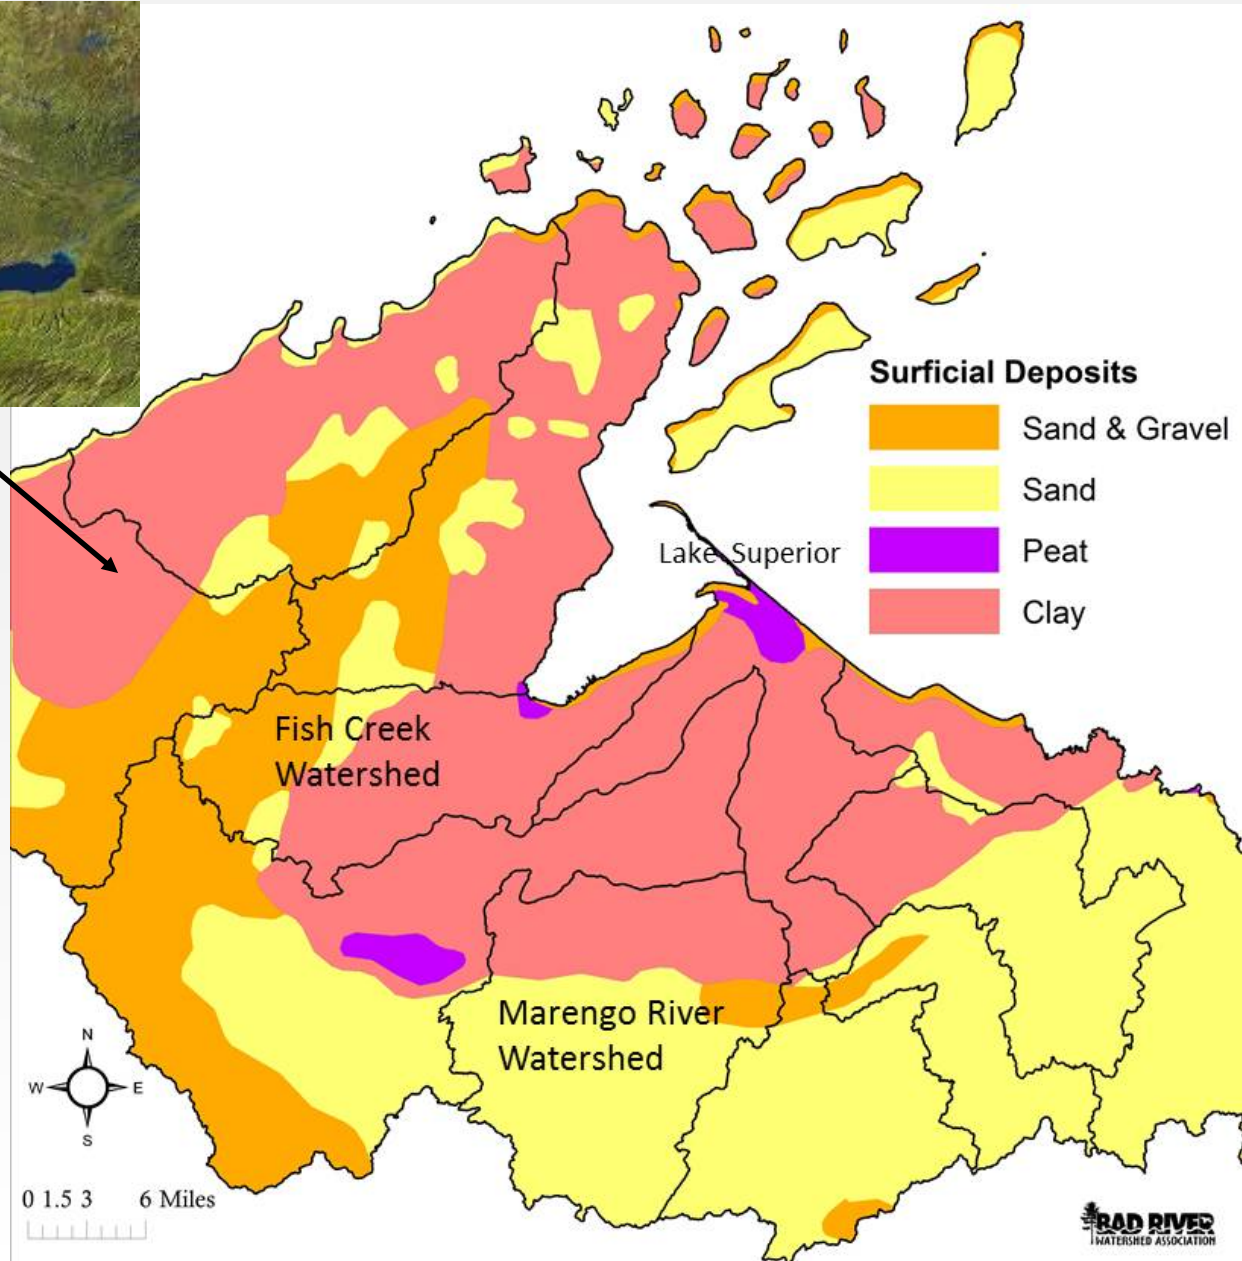 Surficial Deposits
Sand & Gravel
Sand
Peat
Clay
Lake Superior
Fish Creek
Watershed
Marengo River
Watershed
N
W E
S
0 1.5 3 6 Miles
BAD RIVER
WATERSHED ASSOCIATION